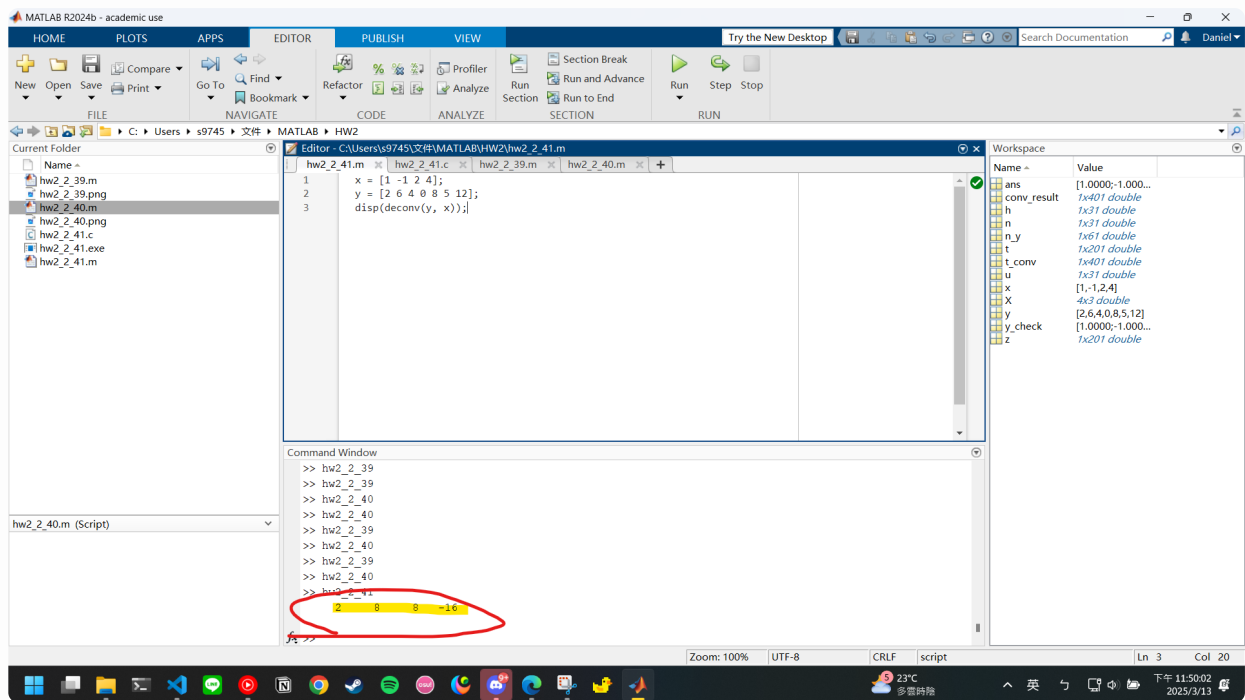 MATLAB R2024b - academic use
HOME PLOTS APPS EDITOR PUBLISH VIEW Try the New Desktop Search Documentation Daniel
New Open Save Compare Print Go To Find Bookmark Refactor Profiler Analyze Run Section Section Break Run and Advance Run to End Run Step Stop
FILE NAVIGATE CODE ANALYZE SECTION RUN
C: Users s9745 文件 MATLAB HW2
Current Folder
Name
hw2_2_39.m
hw2_2_39.png
hw2_2_40.m
hw2_2_40.png
hw2_2_41.c
hw2_2_41.exe
hw2_2_41.m
hw2_2_40.m (Script)
Editor - C:\Users\s9745\文件\MATLAB\HW2\hw2_2_41.m
hw2_2_41.m hw2_2_41.c hw2_2_39.m hw2_2_40.m +
1 x = [1 -1 2 4];
2 y = [2 6 4 0 8 5 12];
3 disp(deconv(y, x));
Command Window
>> hw2_2_39
>> hw2_2_39
>> hw2_2_40
>> hw2_2_40
>> hw2_2_39
>> hw2_2_40
>> hw2_2_39
>> hw2_2_40
>> hw2_2_41
2 8 8 -16
fx >>
Workspace
Name Value
ans [1.0000;-1.000...
conv_result 1x401 double
h 1x31 double
n 1x31 double
n_y 1x61 double
t 1x201 double
t_conv 1x401 double
u 1x31 double
x [1,-1,2,4]
X 4x3 double
y [2,6,4,0,8,5,12]
y_check [1.0000;-1.000...
z 1x201 double
Zoom: 100% UTF-8 CRLF script Ln 3 Col 20
5 23°C
多雲時陰
英 ㄅ
下午 11:50:02
2025/3/13